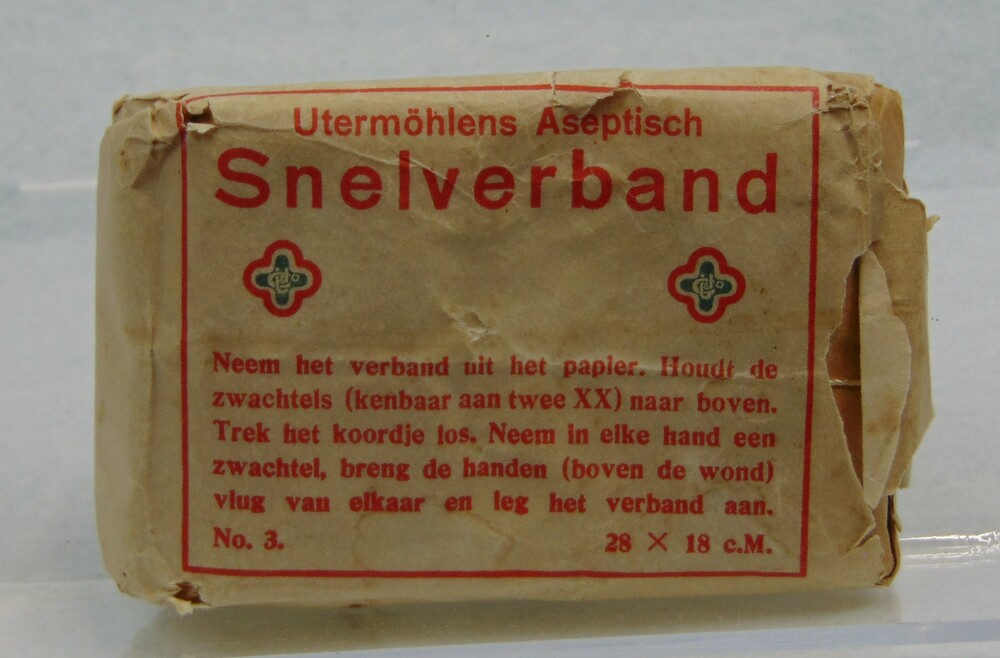 Utermöhlens Aseptisch
Snelverband
Neem het verband uit het papier. Houdt de
zwachtels (kenbaar aan twee XX) naar boven.
Trek het koordje los. Neem in elke hand een
zwachtel, breng de handen (boven de wond)
vlug van elkaar en leg het verband aan.
No. 3. 28 × 18 c.M.